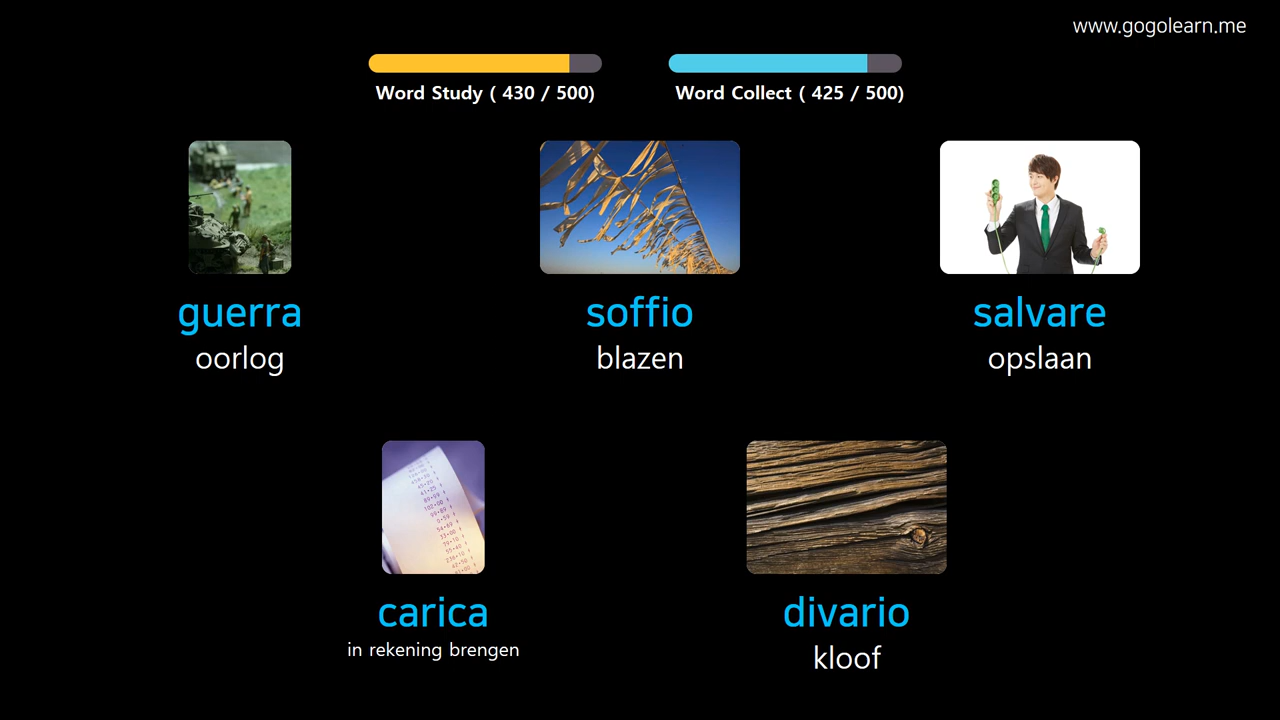 www.gogolearn.me
Word Study ( 430 / 500)
Word Collect ( 425 / 500)
guerra
oorlog
soffio
blazen
salvare
opslaan
carica
in rekening brengen
divario
kloof